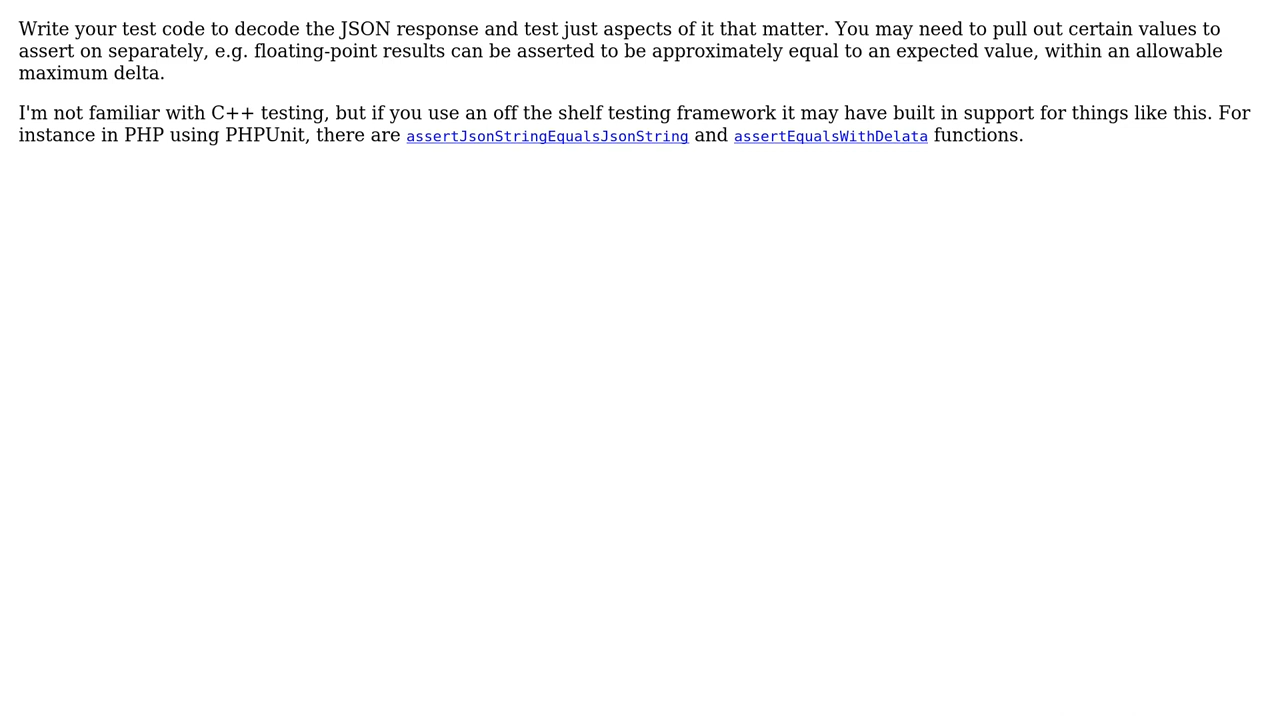 Write your test code to decode the JSON response and test just aspects of it that matter. You may need to pull out certain values to
assert on separately, e.g. floating-point results can be asserted to be approximately equal to an expected value, within an allowable
maximum delta.
I'm not familiar with C++ testing, but if you use an off the shelf testing framework it may have built in support for things like this. For
instance in PHP using PHPUnit, there are assertJsonStringEqualsJsonString and assertEqualsWithDelata functions.